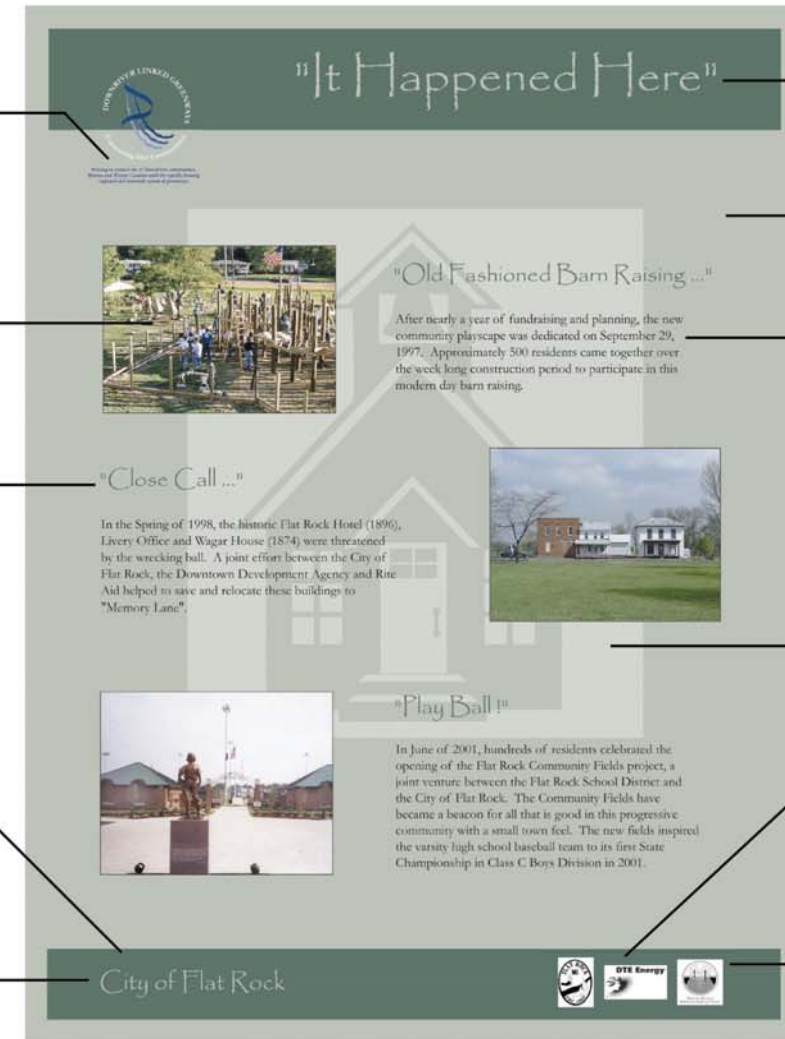 "It Happened Here"
DOWNRIVER LINKED GREENWAYS
"Old Fashioned Barn Raising ..."
After nearly a year of fundraising and planning, the new
community playscape was dedicated on September 29,
1997. Approximately 500 residents came together over
the week long construction period to participate in this
modern day barn raising.
"Close Call ..."
In the Spring of 1998, the historic Flat Rock Hotel (1896),
Livery Office and Wagar House (1874) were threatened
by the wrecking ball. A joint effort between the City of
Flat Rock, the Downtown Development Agency and Rite
Aid helped to save and relocate these buildings to
"Memory Lane".
"Play Ball !"
In June of 2001, hundreds of residents celebrated the
opening of the Flat Rock Community Fields project, a
joint venture between the Flat Rock School District and
the City of Flat Rock. The Community Fields have
became a beacon for all that is good in this progressive
community with a small town feel. The new fields inspired
the varsity high school baseball team to its first State
Championship in Class C Boys Division in 2001.
City of Flat Rock
FLAT ROCK
DTE Energy